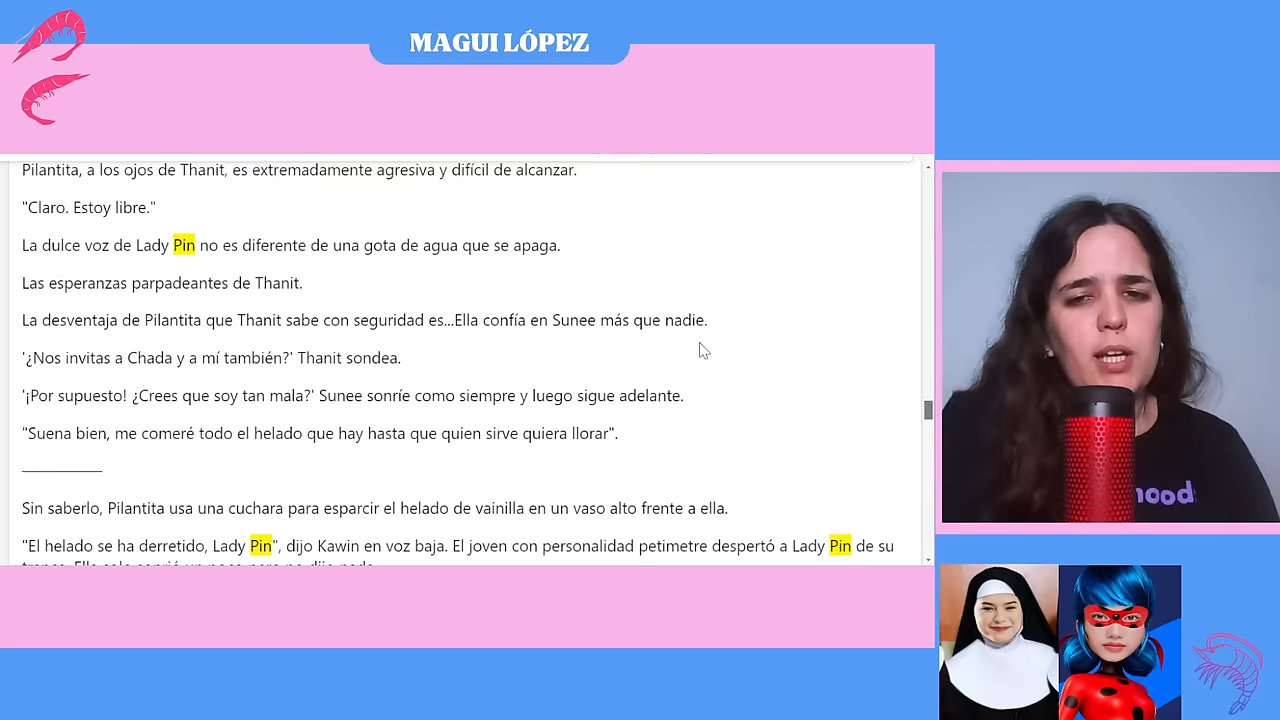 MAGUI LÓPEZ
Pilantita, a los ojos de Thanit, es extremadamente agresiva y difícil de alcanzar.
"Claro. Estoy libre."
La dulce voz de Lady Pin no es diferente de una gota de agua que se apaga.
Las esperanzas parpadeantes de Thanit.
La desventaja de Pilantita que Thanit sabe con seguridad es...Ella confía en Sunee más que nadie.
'¿Nos invitas a Chada y a mí también?' Thanit sondea.
'¡Por supuesto! ¿Crees que soy tan mala?' Sunee sonríe como siempre y luego sigue adelante.
"Suena bien, me comeré todo el helado que hay hasta que quien sirve quiera llorar".
Sin saberlo, Pilantita usa una cuchara para esparcir el helado de vainilla en un vaso alto frente a ella.
"El helado se ha derretido, Lady Pin", dijo Kawin en voz baja. El joven con personalidad petimetre despertó a Lady Pin de su
hood